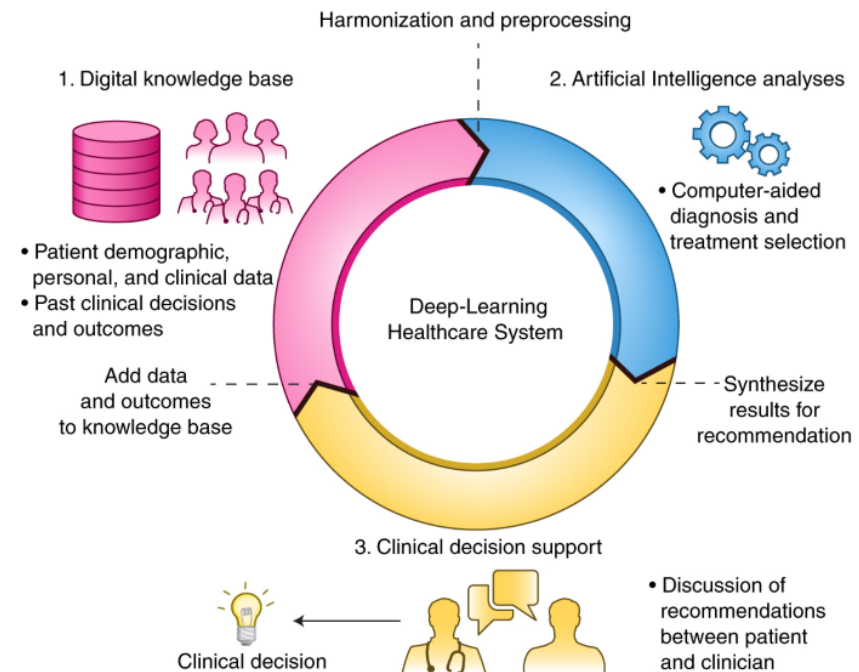 Harmonization and preprocessing
1. Digital knowledge base
2. Artificial Intelligence analyses
• Computer-aided
diagnosis and
treatment selection
• Patient demographic,
personal, and clinical data
• Past clinical decisions
and outcomes
Deep-Learning
Healthcare System
Add data
and outcomes
to knowledge base
Synthesize
results for
recommendation
3. Clinical decision support
• Discussion of
recommendations
between patient
and clinician
Clinical decision